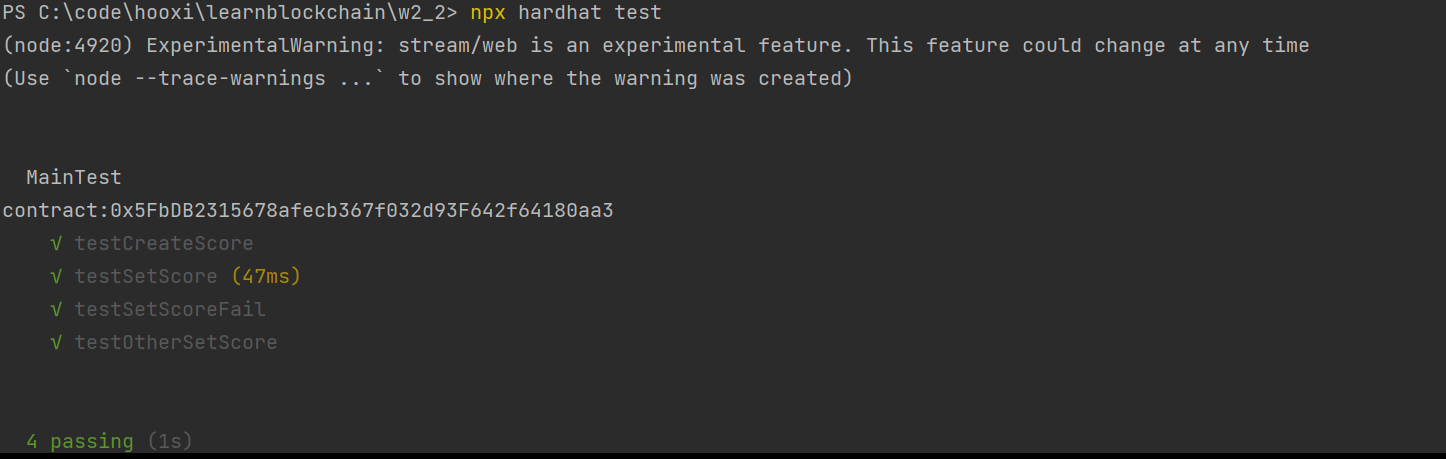 PS C:\code\hooxi\learnblockchain\w2_2> npx hardhat test
(node:4920) ExperimentalWarning: stream/web is an experimental feature. This feature could change at any time
(Use `node --trace-warnings ...` to show where the warning was created)
MainTest
contract:0x5FbDB2315678afecb367f032d93F642f64180aa3
√ testCreateScore
√ testSetScore (47ms)
√ testSetScoreFail
√ testOtherSetScore
4 passing (1s)